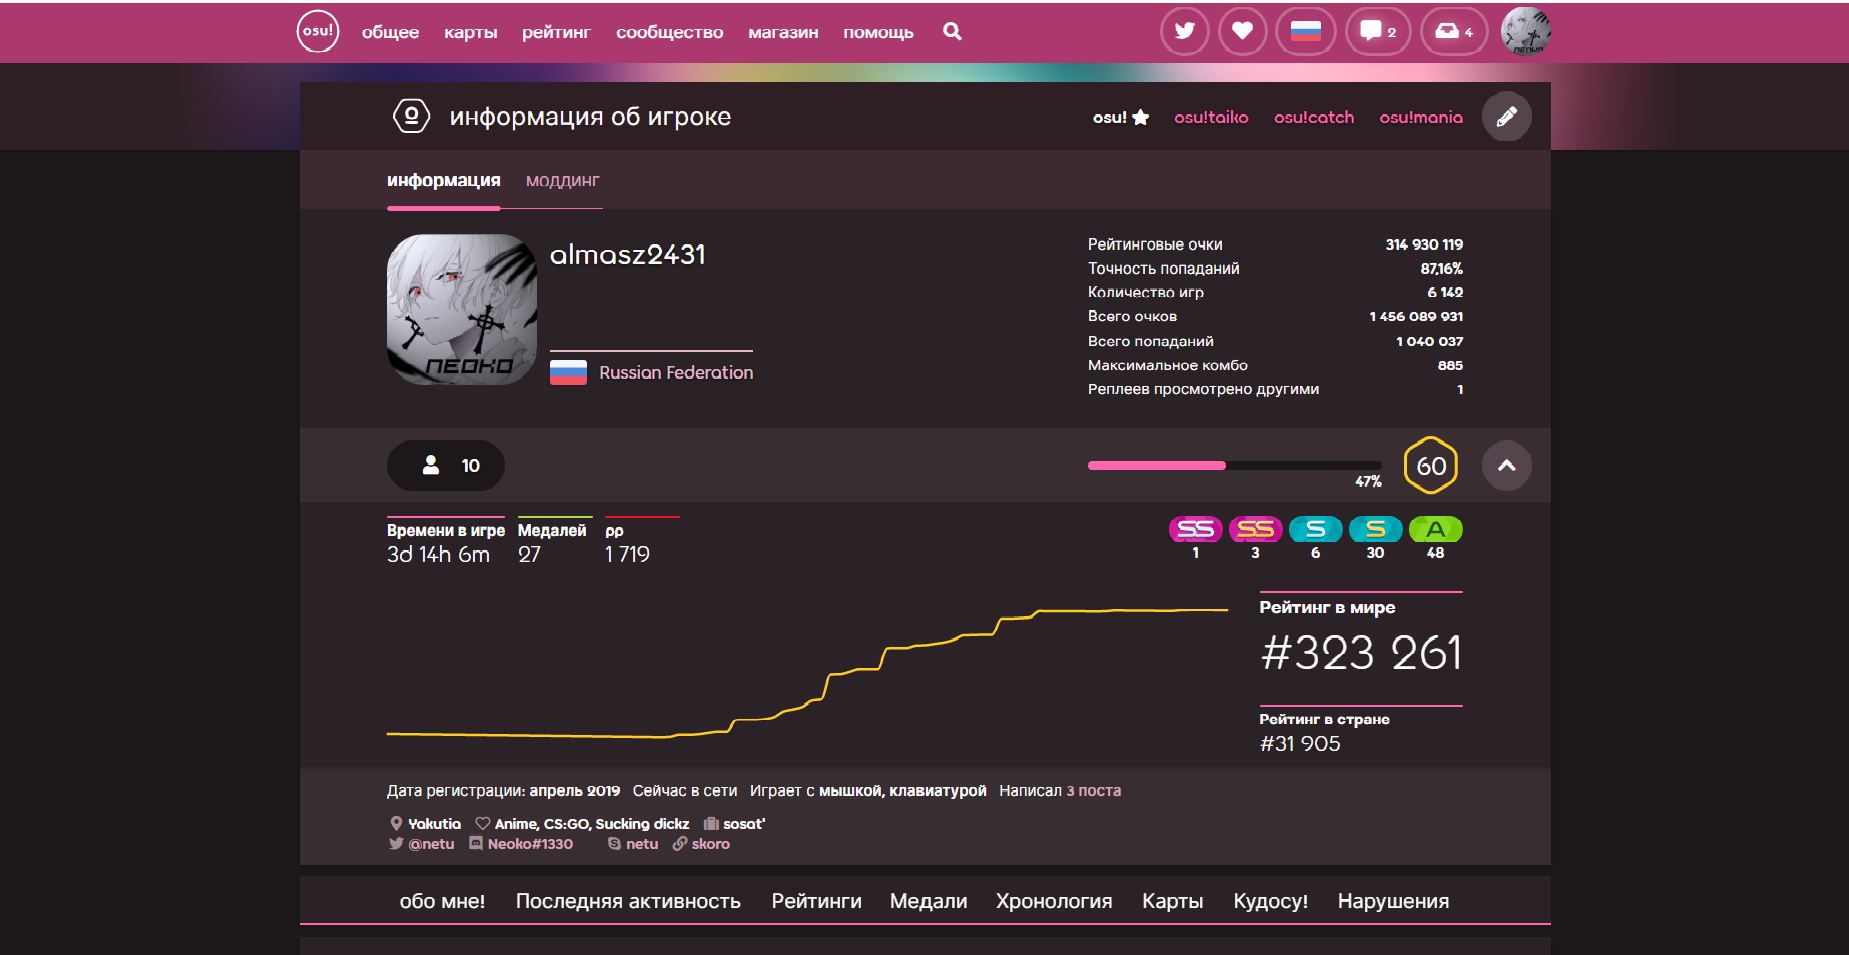 osu! общее карты рейтинг сообщество магазин помощь 2 4
информация об игроке osu! osu!taiko osu!catch osu!mania
информация моддинг
almasz2431
NEOKO
Russian Federation
Рейтинговые очки 314 930 119
Точность попаданий 87,16%
Количество игр 6 142
Всего очков 1 456 089 931
Всего попаданий 1 040 037
Максимальное комбо 885
Реплеев просмотрено другими 1
10 47% 60
Времени в игре Медалей pp
3d 14h 6m 27 1 719
SS SS S S A
1 3 6 30 48
Рейтинг в мире
#323 261
Рейтинг в стране
#31 905
Дата регистрации: апрель 2019 Сейчас в сети Играет с мышкой, клавиатурой Написал 3 поста
Yakutia Anime, CS:GO, Sucking dickz sosat'
@netu Neoko#1330 netu skoro
обо мне! Последняя активность Рейтинги Медали Хронология Карты Кудосу! Нарушения